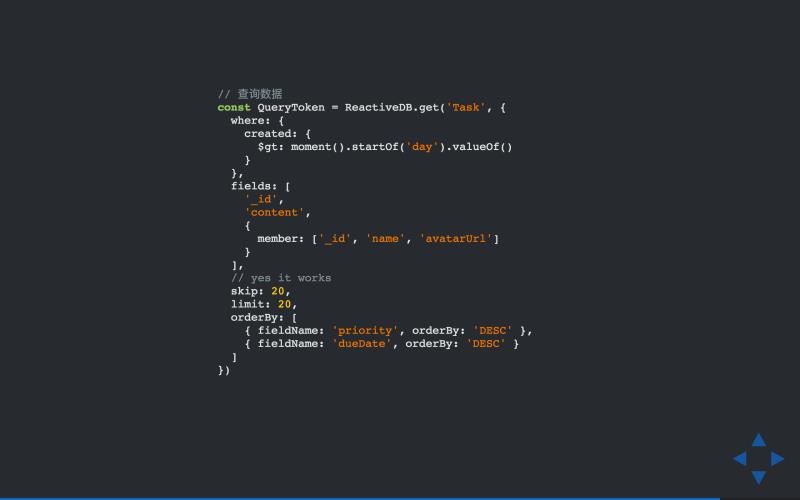 // 查询数据
const QueryToken = ReactiveDB.get('Task', {
  where: {
    created: {
      $gt: moment().startOf('day').valueOf()
    }
  },
  fields: [
    '_id',
    'content',
    {
      member: ['_id', 'name', 'avatarUrl']
    }
  ],
  // yes it works
  skip: 20,
  limit: 20,
  orderBy: [
    { fieldName: 'priority', orderBy: 'DESC' },
    { fieldName: 'dueDate', orderBy: 'DESC' }
  ]
})